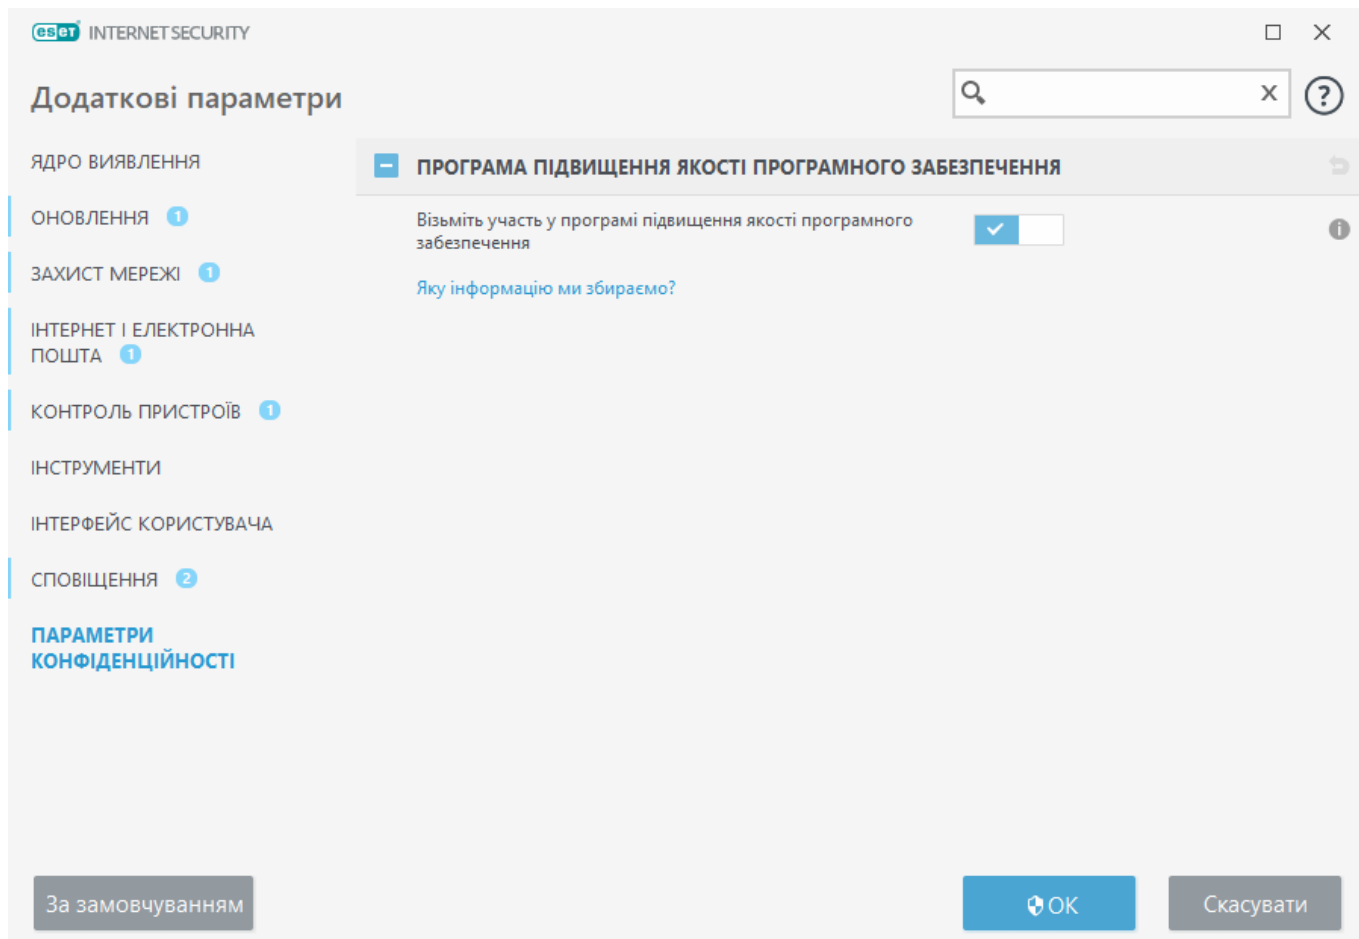 eset INTERNET SECURITY
Додаткові параметри
X
?
ЯДРО ВИЯВЛЕННЯ
ОНОВЛЕННЯ 1
ЗАХИСТ МЕРЕЖІ 1
ІНТЕРНЕТ І ЕЛЕКТРОННА
ПОШТА 1
КОНТРОЛЬ ПРИСТРОЇВ 1
ІНСТРУМЕНТИ
ІНТЕРФЕЙС КОРИСТУВАЧА
СПОВІЩЕННЯ 2
ПАРАМЕТРИ
КОНФІДЕНЦІЙНОСТІ
ПРОГРАМА ПІДВИЩЕННЯ ЯКОСТІ ПРОГРАМНОГО ЗАБЕЗПЕЧЕННЯ
Візьміть участь у програмі підвищення якості програмного
забезпечення
Яку інформацію ми збираємо?
За замовчуванням
OK
Скасувати